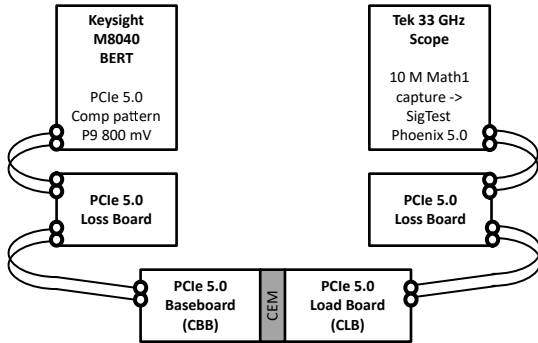 Keysight
M8040
BERT
PCIe 5.0
Comp pattern
P9 800 mV
Tek 33 GHz
Scope
10 M Math1
capture ->
SigTest
Phoenix 5.0
PCIe 5.0
Loss Board
PCIe 5.0
Loss Board
PCIe 5.0
Baseboard
(CBB)
CEM
PCIe 5.0
Load Board
(CLB)